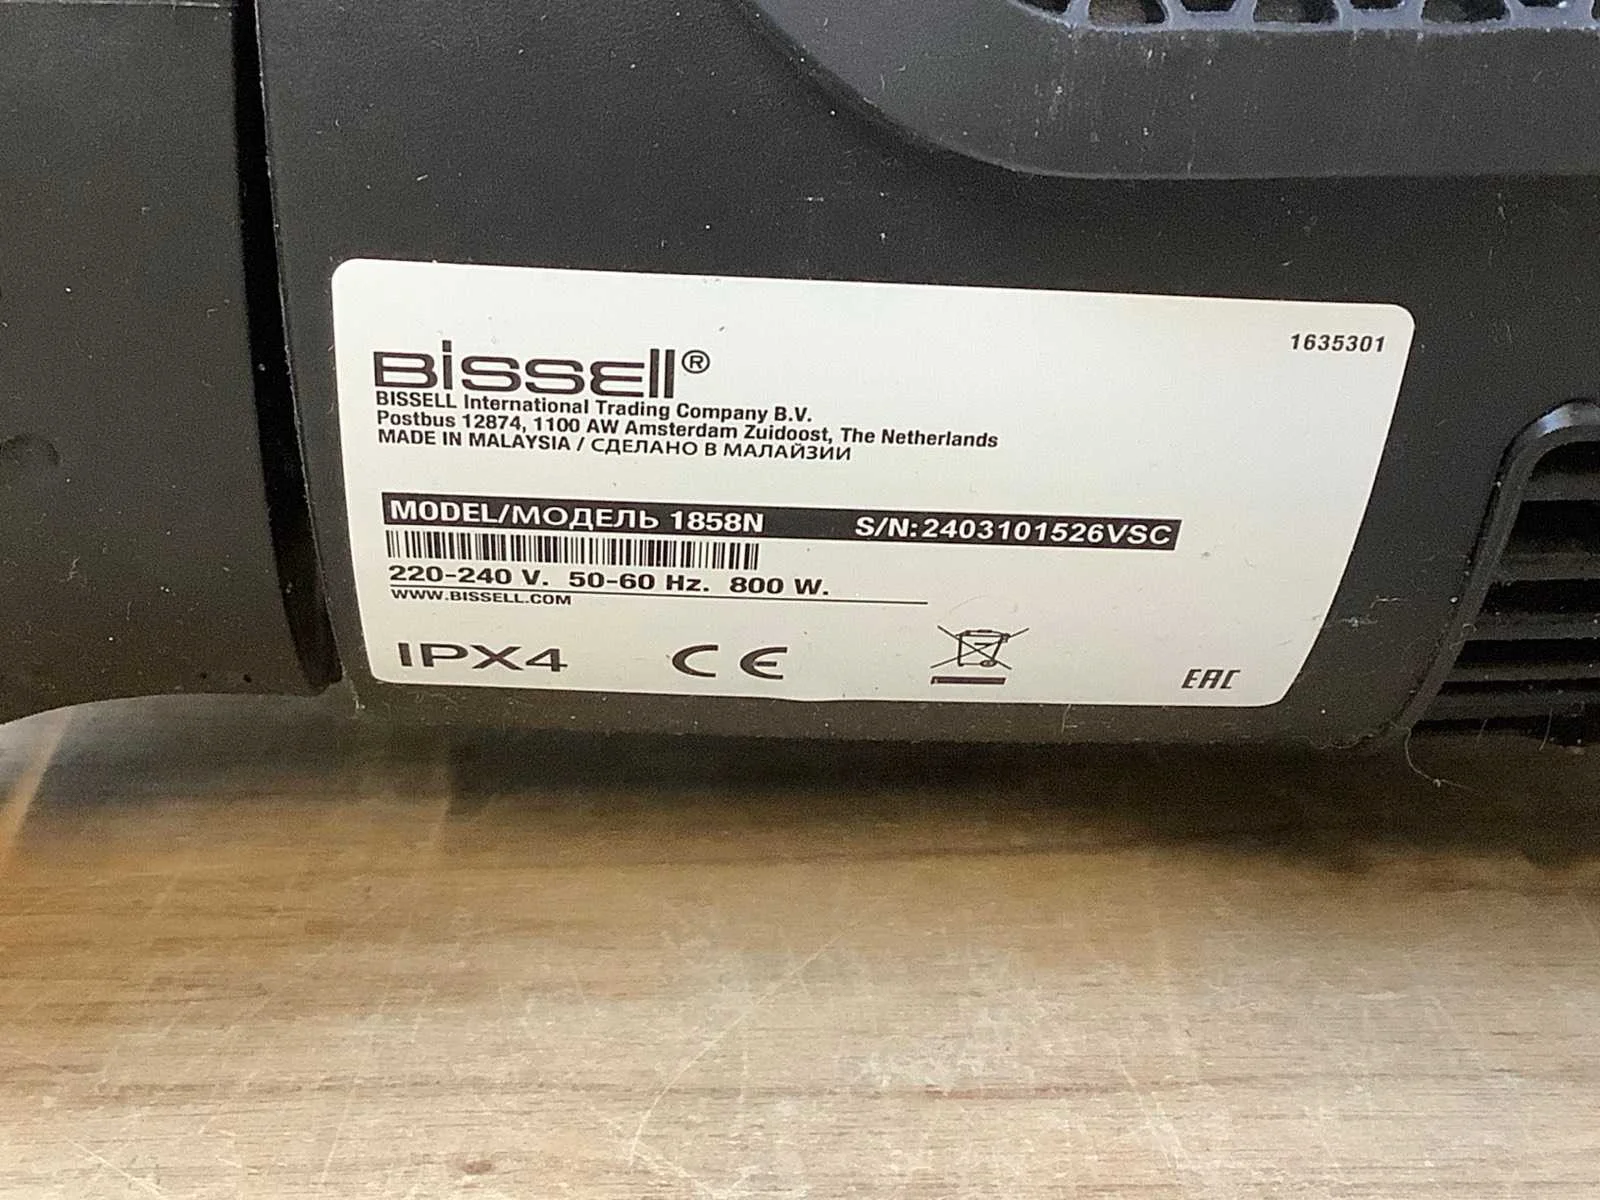 1635301
Bissell®
BISSELL International Trading Company B.V.
Postbus 12874, 1100 AW Amsterdam Zuidoost, The Netherlands
MADE IN MALAYSIA / СДЕЛАНО В МАЛАЙЗИИ
MODEL/МОДЕЛЬ 1858N S/N:2403101526VSC
220-240 V. 50-60 Hz. 800 W.
WWW.BISSELL.COM
IPX4 CE EAC